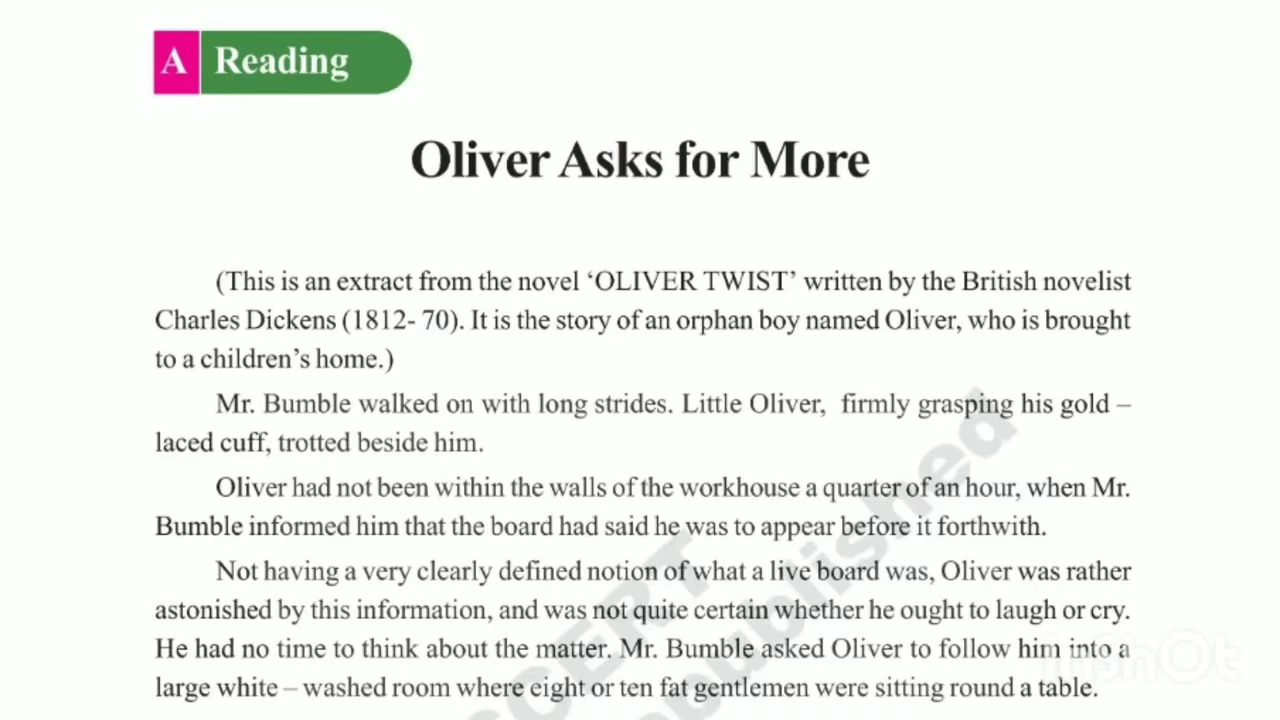 A Reading
Oliver Asks for More
(This is an extract from the novel ‘OLIVER TWIST’ written by the British novelist
Charles Dickens (1812- 70). It is the story of an orphan boy named Oliver, who is brought
to a children’s home.)
Mr. Bumble walked on with long strides. Little Oliver, firmly grasping his gold –
laced cuff, trotted beside him.
Oliver had not been within the walls of the workhouse a quarter of an hour, when Mr.
Bumble informed him that the board had said he was to appear before it forthwith.
Not having a very clearly defined notion of what a live board was, Oliver was rather
astonished by this information, and was not quite certain whether he ought to laugh or cry.
He had no time to think about the matter. Mr. Bumble asked Oliver to follow him into a
large white – washed room where eight or ten fat gentlemen were sitting round a table.